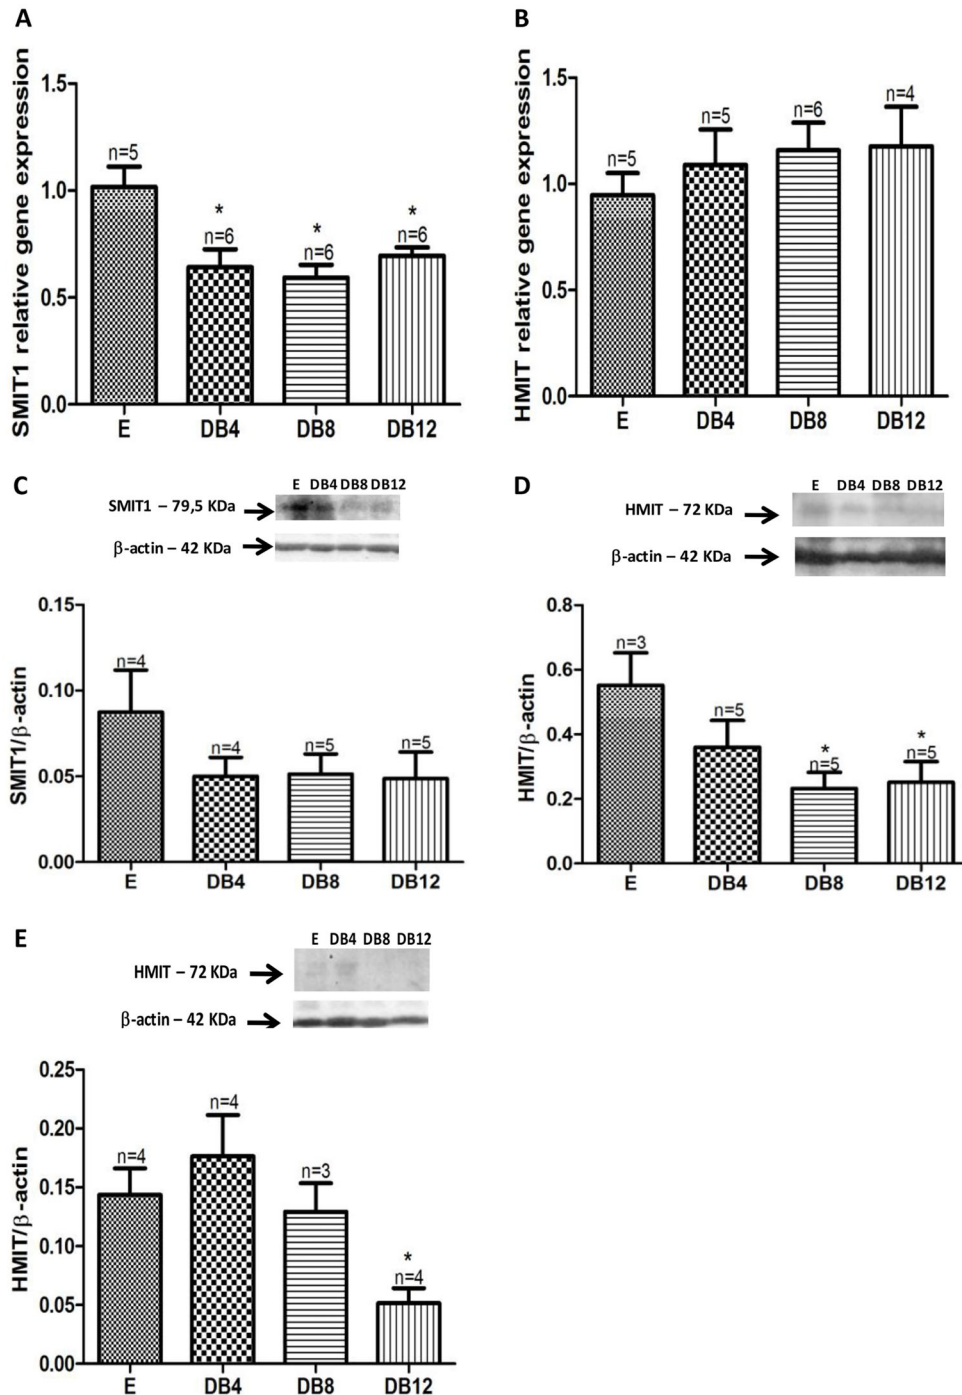 A
SMIT1 relative gene expression
1.5
1.0
0.5
0.0
n=5
*
n=6
*
n=6
*
n=6
E DB4 DB8 DB12
B
HMIT relative gene expression
1.5
1.0
0.5
0.0
n=5
n=5
n=6
n=4
E DB4 DB8 DB12
C
E DB4 DB8 DB12
SMIT1 – 79,5 KDa
β-actin – 42 KDa
SMIT1/β-actin
0.15
0.10
0.05
0.00
n=4
n=4
n=5
n=5
E DB4 DB8 DB12
D
E DB4 DB8 DB12
HMIT – 72 KDa
β-actin – 42 KDa
HMIT/β-actin
0.8
0.6
0.4
0.2
0.0
n=3
n=5
*
n=5
*
n=5
E DB4 DB8 DB12
E
E DB4 DB8 DB12
HMIT – 72 KDa
β-actin – 42 KDa
HMIT/β-actin
0.25
0.20
0.15
0.10
0.05
0.00
n=4
n=4
n=3
*
n=4
E DB4 DB8 DB12